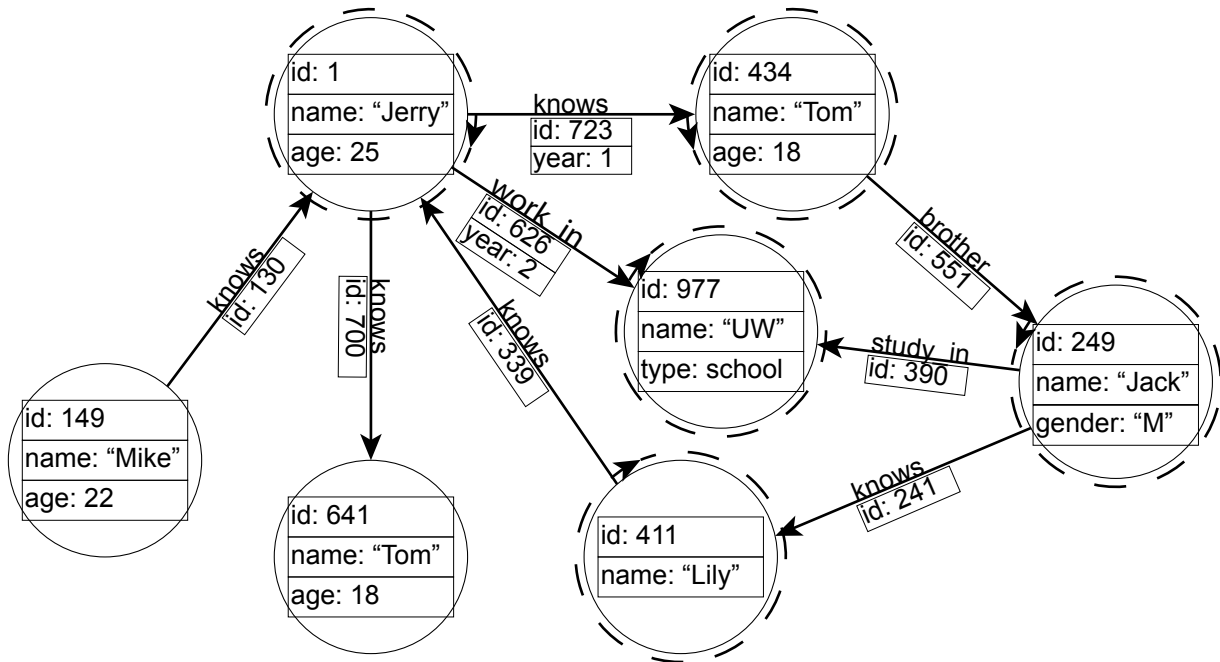 id: 1
name: “Jerry”
age: 25
knows
id: 723
year: 1
id: 434
name: “Tom”
age: 18
work_in
id: 626
year: 2
brother
id: 551
knows
id: 130
knows
id: 700
knows
id: 339
id: 977
name: “UW”
type: school
study_in
id: 390
id: 249
name: “Jack”
gender: “M”
id: 149
name: “Mike”
age: 22
knows
id: 241
id: 641
name: “Tom”
age: 18
id: 411
name: “Lily”